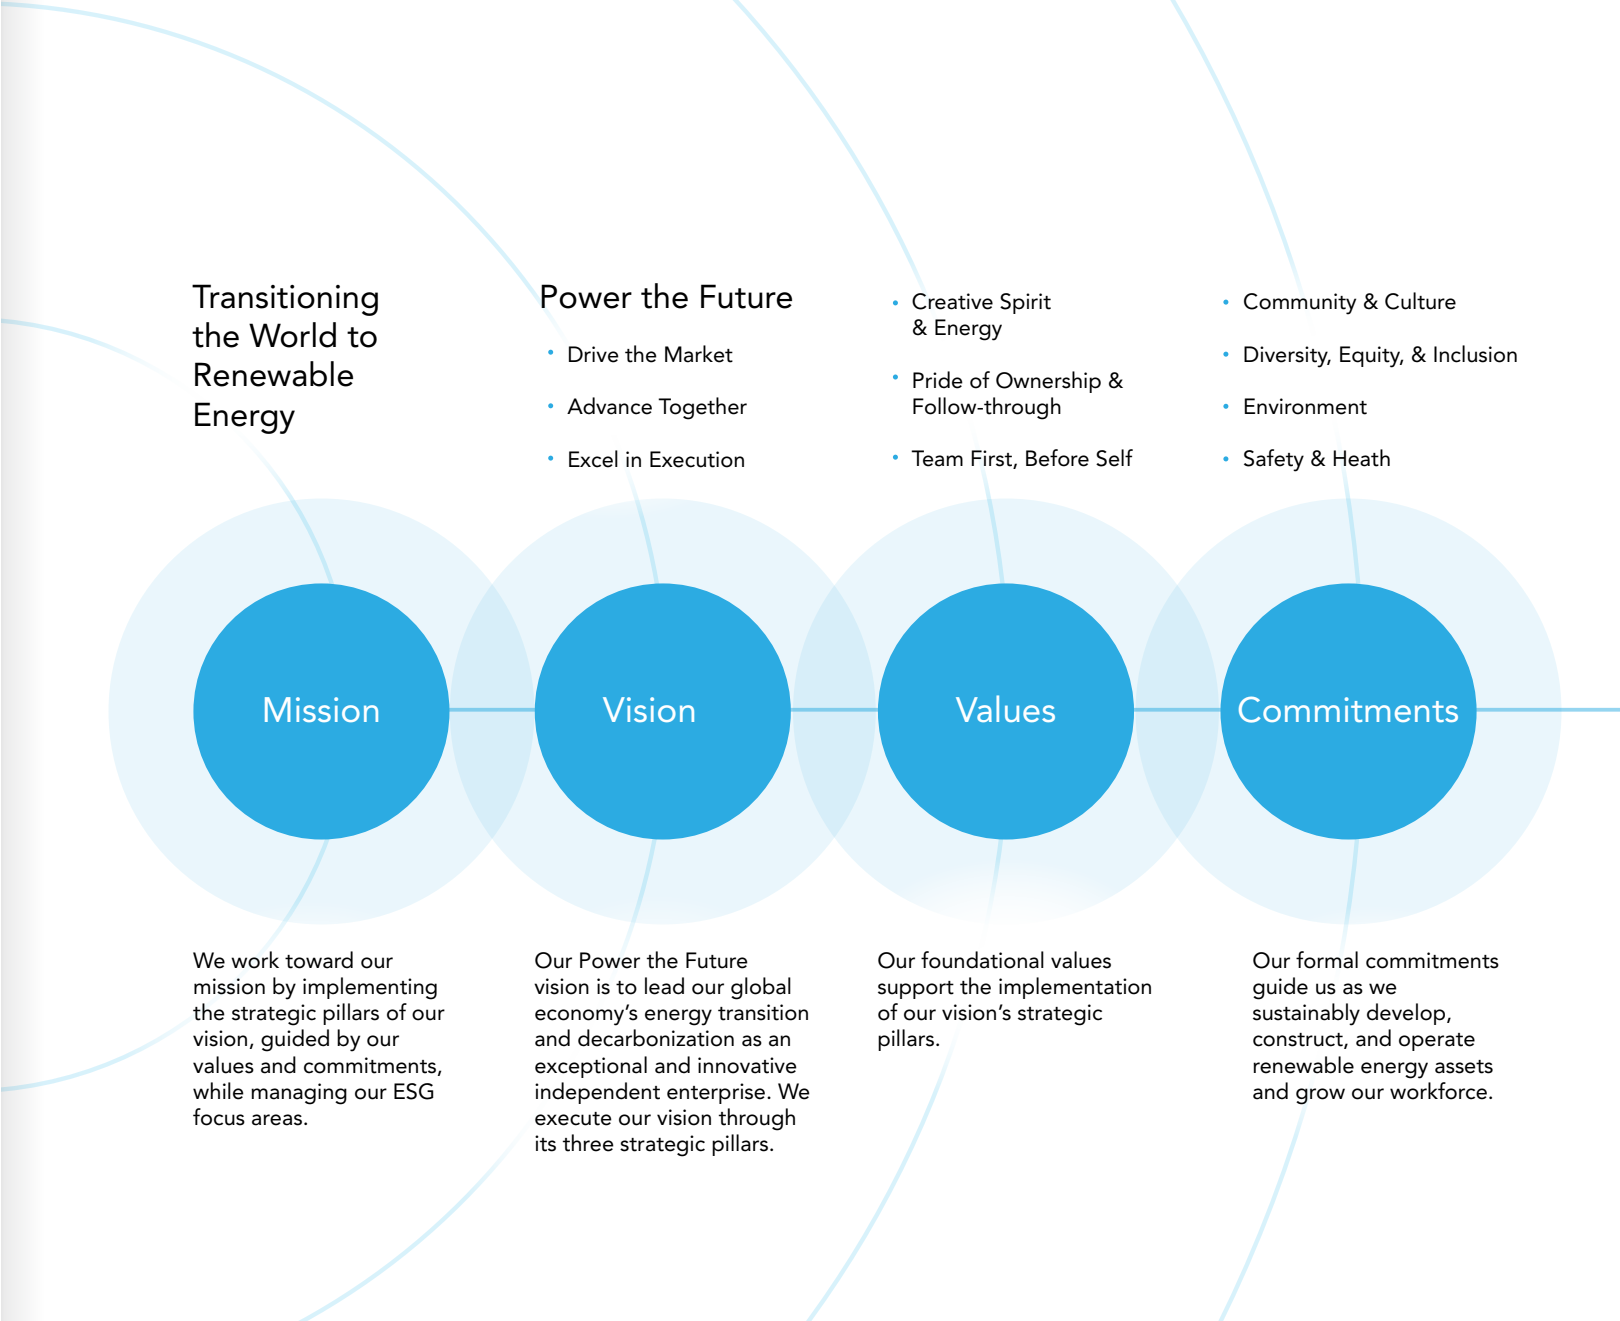 Transitioning
the World to
Renewable
Energy
Power the Future
• Drive the Market
• Advance Together
• Excel in Execution
• Creative Spirit
& Energy
• Pride of Ownership &
Follow-through
• Team First, Before Self
• Community & Culture
• Diversity, Equity, & Inclusion
• Environment
• Safety & Heath
Mission
Vision
Values
Commitments
We work toward our
mission by implementing
the strategic pillars of our
vision, guided by our
values and commitments,
while managing our ESG
focus areas.
Our Power the Future
vision is to lead our global
economy’s energy transition
and decarbonization as an
exceptional and innovative
independent enterprise. We
execute our vision through
its three strategic pillars.
Our foundational values
support the implementation
of our vision’s strategic
pillars.
Our formal commitments
guide us as we
sustainably develop,
construct, and operate
renewable energy assets
and grow our workforce.